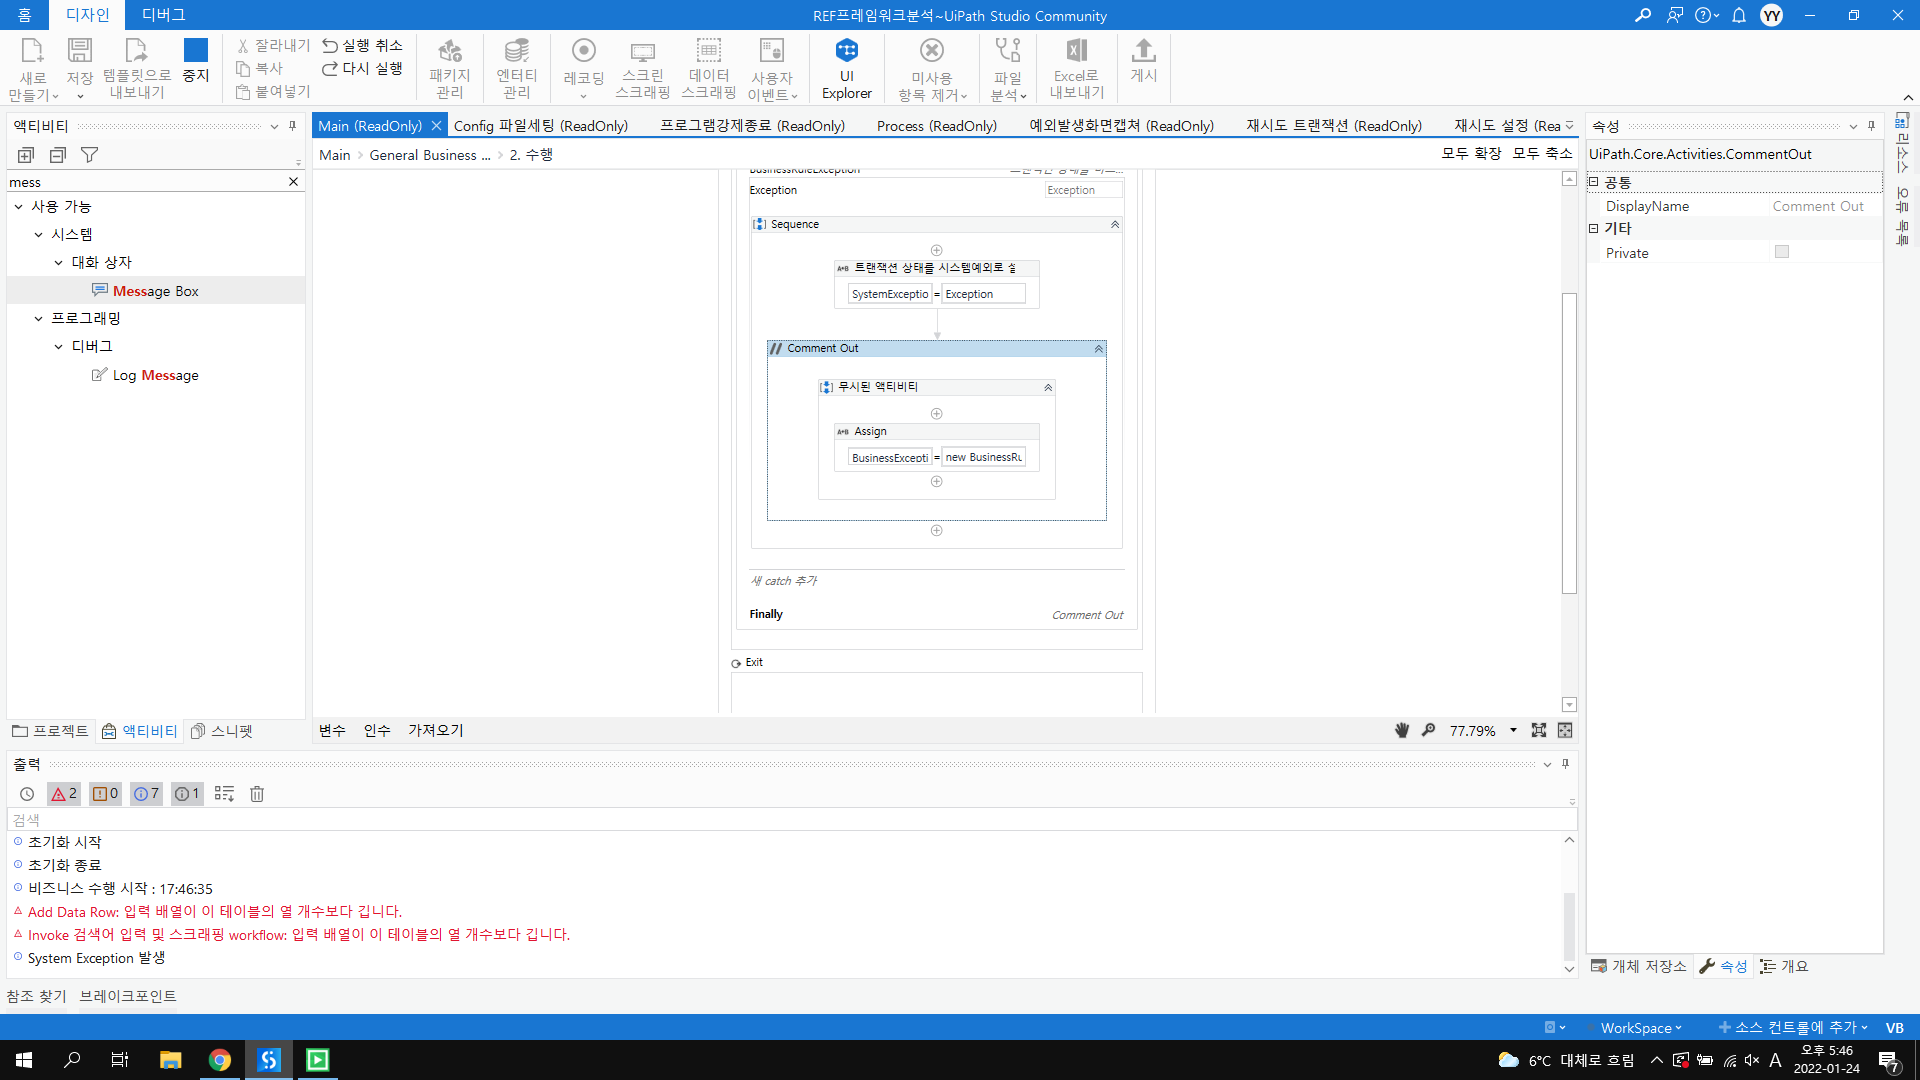 홈 디자인 디버그
REF프레임워크분석~UiPath Studio Community
YY
새로 만들기
저장
템플릿으로 내보내기
중지
잘라내기
복사
붙여넣기
실행 취소
다시 실행
패키지 관리
엔터티 관리
레코딩
스크린 스크래핑
데이터 스크래핑
사용자 이벤트
UI Explorer
미사용 항목 제거
파일 분석
Excel로 내보내기
게시
액티비티
mess
사용 가능
시스템
대화 상자
Message Box
프로그래밍
디버그
Log Message
프로젝트 액티비티 스니펫
Main (ReadOnly) Config 파일세팅 (ReadOnly) 프로그램강제종료 (ReadOnly) Process (ReadOnly) 예외발생화면캡쳐 (ReadOnly) 재시도 트랜잭션 (ReadOnly) 재시도 설정 (Rea
Main General Business ... 2. 수행
모두 확장 모두 축소
BusinessRuleException
Exception Exception
Sequence
트랜잭션 상태를 시스템예외로 설
SystemExceptio = Exception
Comment Out
무시된 액티비티
Assign
BusinessExcepti = new BusinessRu
새 catch 추가
Finally Comment Out
Exit
변수 인수 가져오기
77.79%
속성
UiPath.Core.Activities.CommentOut
공통
DisplayName Comment Out
기타
Private
리소스
오류 목록
개체 저장소 속성 개요
출력
2 0 7 1
검색
초기화 시작
초기화 종료
비즈니스 수행 시작 : 17:46:35
Add Data Row: 입력 배열이 이 테이블의 열 개수보다 깁니다.
Invoke 검색어 입력 및 스크래핑 workflow: 입력 배열이 이 테이블의 열 개수보다 깁니다.
System Exception 발생
참조 찾기 브레이크포인트
WorkSpace 소스 컨트롤에 추가 VB
6°C 대체로 흐림
A
오후 5:46
2022-01-24
7